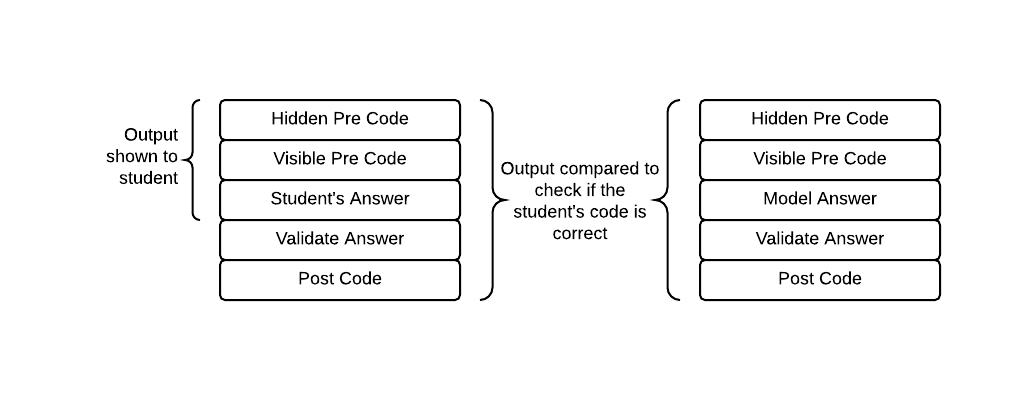 Output
shown to
student
Hidden Pre Code
Visible Pre Code
Student's Answer
Validate Answer
Post Code
Output compared to
check if the
student's code is
correct
Hidden Pre Code
Visible Pre Code
Model Answer
Validate Answer
Post Code